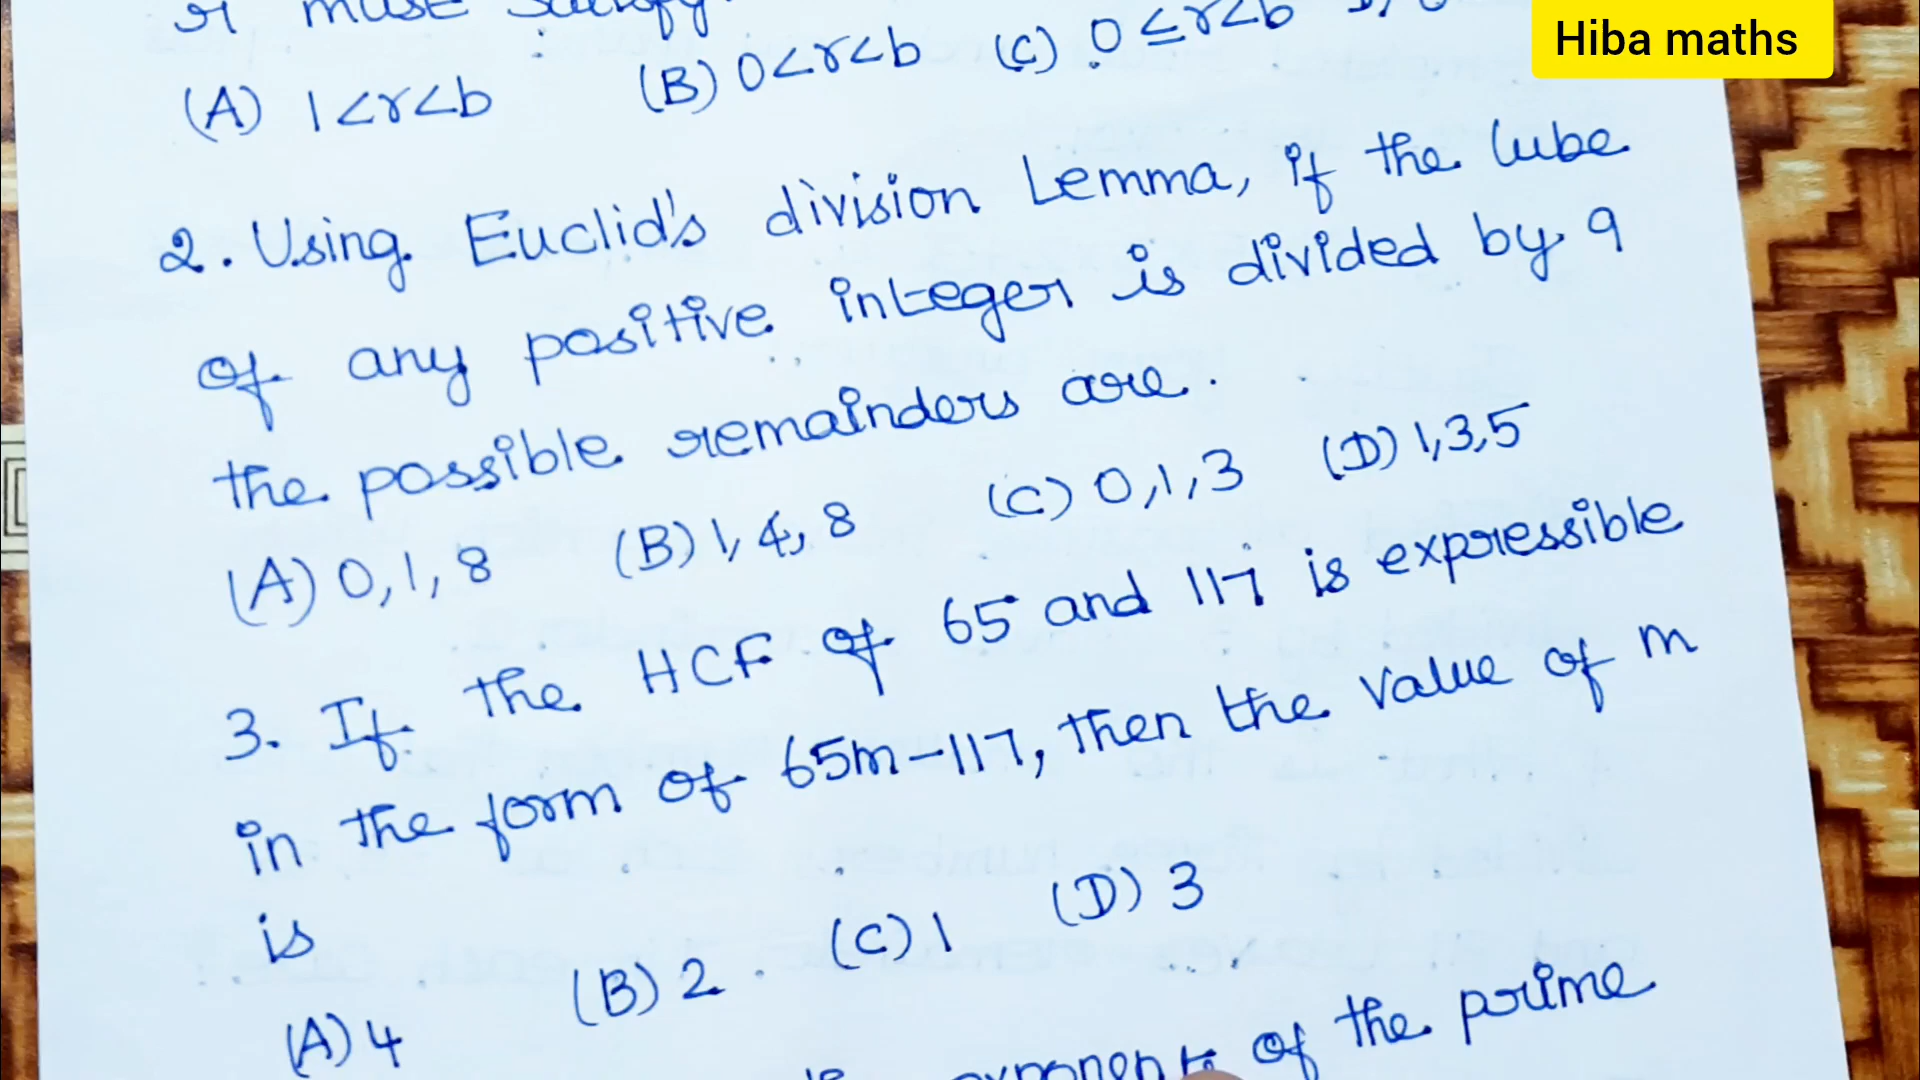 r must satisfy
(A) 1<r<b (B) 0<r<b (C) 0≤r<b
Hiba maths
2. Using Euclid's division Lemma, if the cube
of any positive integer is divided by 9
the possible remainders are.
(A) 0,1,8 (B) 1,4,8 (C) 0,1,3 (D) 1,3,5
3. If the HCF of 65 and 117 is expressible
in the form of 65m-117, then the value of m
is
(A) 4 (B) 2 (C) 1 (D) 3
of the prime